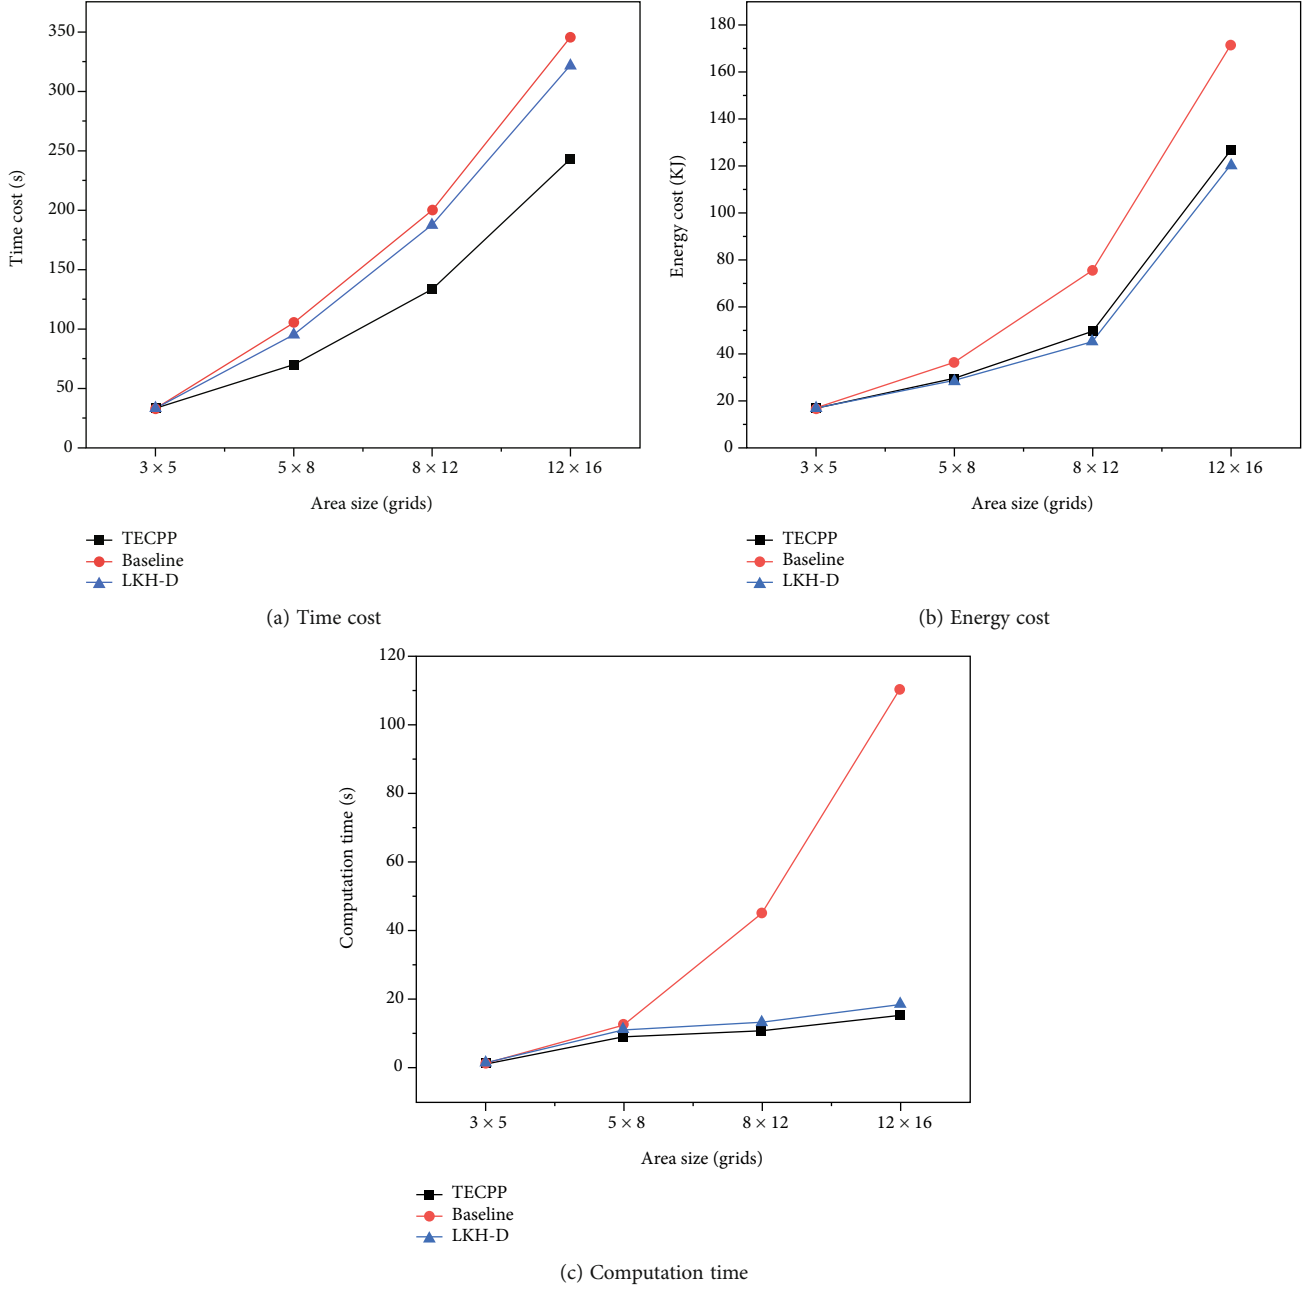 350
300
250
200
150
100
50
0
Time cost (s)
3 × 5
5 × 8
8 × 12
12 × 16
Area size (grids)
TECPP
Baseline
LKH-D
(a) Time cost
180
160
140
120
100
80
60
40
20
0
Energy cost (KJ)
3 × 5
5 × 8
8 × 12
12 × 16
Area size (grids)
TECPP
Baseline
LKH-D
(b) Energy cost
120
100
80
60
40
20
0
Computation time (s)
3 × 5
5 × 8
8 × 12
12 × 16
Area size (grids)
TECPP
Baseline
LKH-D
(c) Computation time